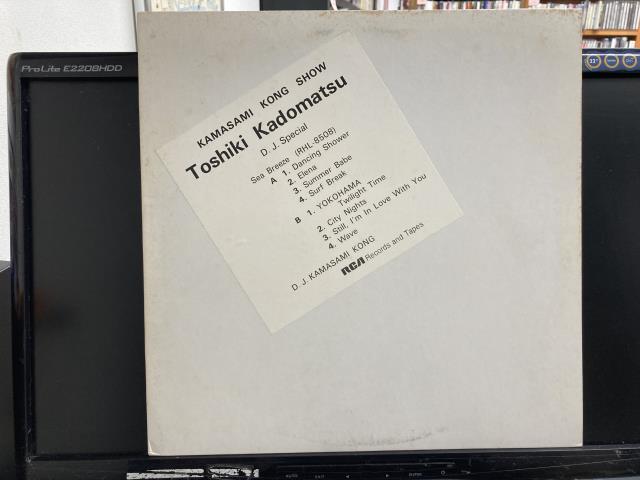 ProLite E2208HDD
KAMASAMI KONG SHOW
Toshiki Kadomatsu
D. J. Special
Sea Breeze (RHL-8508)
A 1. Dancing Shower
2. Elena
3. Summer Babe
4. Surf Break
B 1. YOKOHAMA
Twilight Time
2. City Nights
3. Still, I'm In Love With You
4. Wave
D. J. KAMASAMI KONG
RCA Records and Tapes